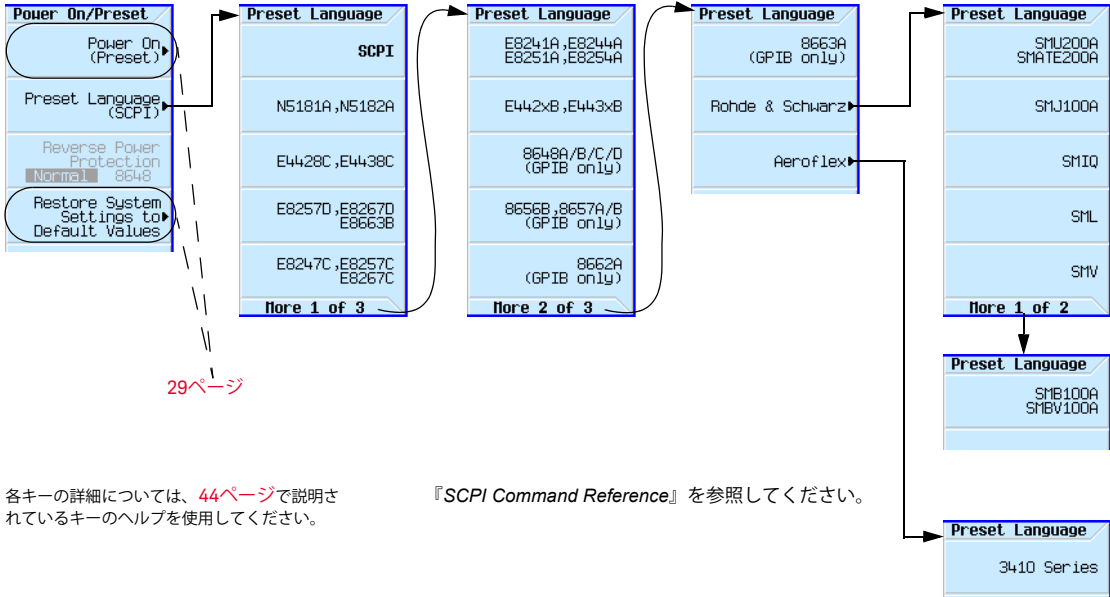 Power On/Preset
Power On
(Preset)
Preset Language
(SCPI)
Reverse Power
Protection
Normal 8648
Restore System
Settings to
Default Values
Preset Language
SCPI
N5181A,N5182A
E4428C,E4438C
E8257D,E8267D
E8663B
E8247C,E8257C
E8267C
More 1 of 3
Preset Language
E8241A,E8244A
E8251A,E8254A
E442xB,E443xB
8648A/B/C/D
(GPIB only)
8656B,8657A/B
(GPIB only)
8662A
(GPIB only)
More 2 of 3
Preset Language
8663A
(GPIB only)
Rohde & Schwarz
Aeroflex
Preset Language
SMU200A
SMATE200A
SMJ100A
SMIQ
SML
SMV
More 1 of 2
Preset Language
SMB100A
SMBV100A
Preset Language
3410 Series
29ページ
各キーの詳細については、44ページで説明さ
れているキーのヘルプを使用してください。
『SCPI Command Reference』を参照してください。